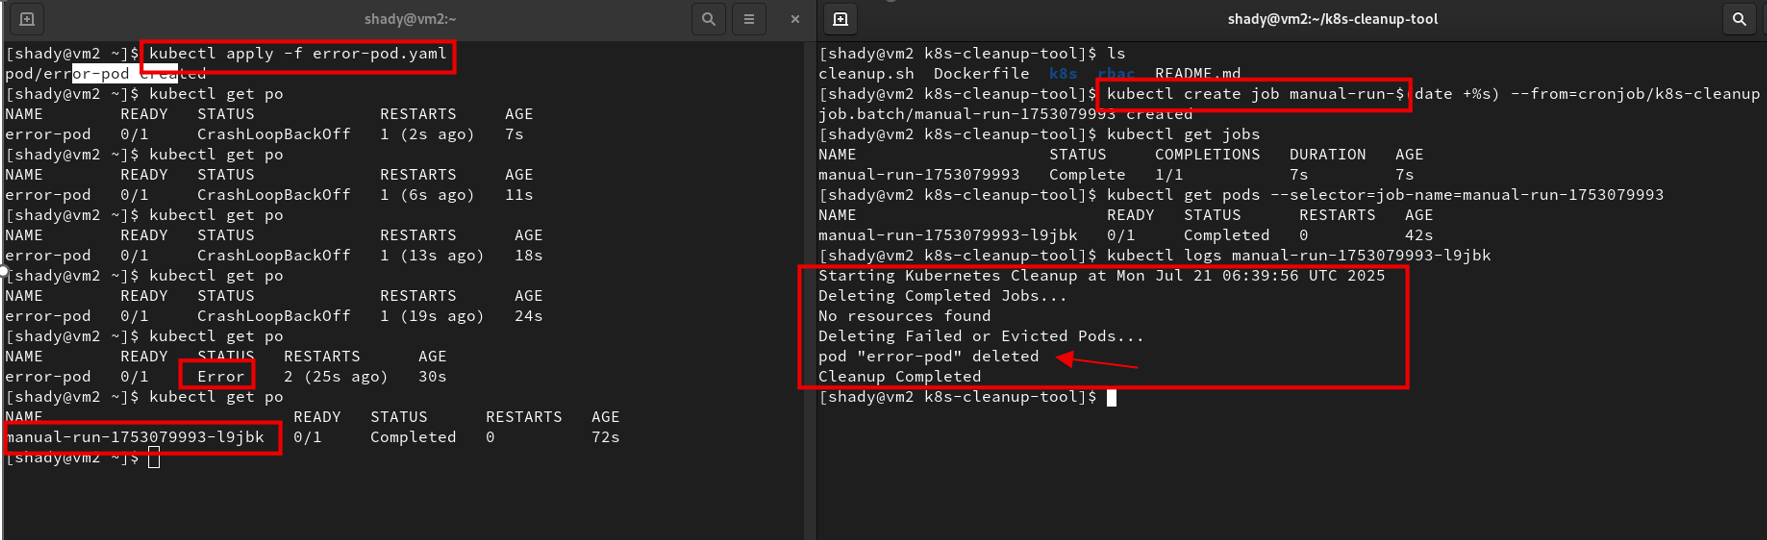 shady@vm2:~
[shady@vm2 ~]$ kubectl apply -f error-pod.yaml
pod/error-pod created
[shady@vm2 ~]$ kubectl get po
NAME READY STATUS RESTARTS AGE
error-pod 0/1 CrashLoopBackOff 1 (2s ago) 7s
[shady@vm2 ~]$ kubectl get po
NAME READY STATUS RESTARTS AGE
error-pod 0/1 CrashLoopBackOff 1 (6s ago) 11s
[shady@vm2 ~]$ kubectl get po
NAME READY STATUS RESTARTS AGE
error-pod 0/1 CrashLoopBackOff 1 (13s ago) 18s
[shady@vm2 ~]$ kubectl get po
NAME READY STATUS RESTARTS AGE
error-pod 0/1 CrashLoopBackOff 1 (19s ago) 24s
[shady@vm2 ~]$ kubectl get po
NAME READY STATUS RESTARTS AGE
error-pod 0/1 Error 2 (25s ago) 30s
[shady@vm2 ~]$ kubectl get po
NAME READY STATUS RESTARTS AGE
manual-run-1753079993-l9jbk 0/1 Completed 0 72s
[shady@vm2 ~]$
shady@vm2:~/k8s-cleanup-tool
[shady@vm2 k8s-cleanup-tool]$ ls
cleanup.sh Dockerfile k8s rbac README.md
[shady@vm2 k8s-cleanup-tool]$ kubectl create job manual-run-$(date +%s) --from=cronjob/k8s-cleanup
job.batch/manual-run-1753079993 created
[shady@vm2 k8s-cleanup-tool]$ kubectl get jobs
NAME STATUS COMPLETIONS DURATION AGE
manual-run-1753079993 Complete 1/1 7s 7s
[shady@vm2 k8s-cleanup-tool]$ kubectl get pods --selector=job-name=manual-run-1753079993
NAME READY STATUS RESTARTS AGE
manual-run-1753079993-l9jbk 0/1 Completed 0 42s
[shady@vm2 k8s-cleanup-tool]$ kubectl logs manual-run-1753079993-l9jbk
Starting Kubernetes Cleanup at Mon Jul 21 06:39:56 UTC 2025
Deleting Completed Jobs...
No resources found
Deleting Failed or Evicted Pods...
pod "error-pod" deleted
Cleanup Completed
[shady@vm2 k8s-cleanup-tool]$